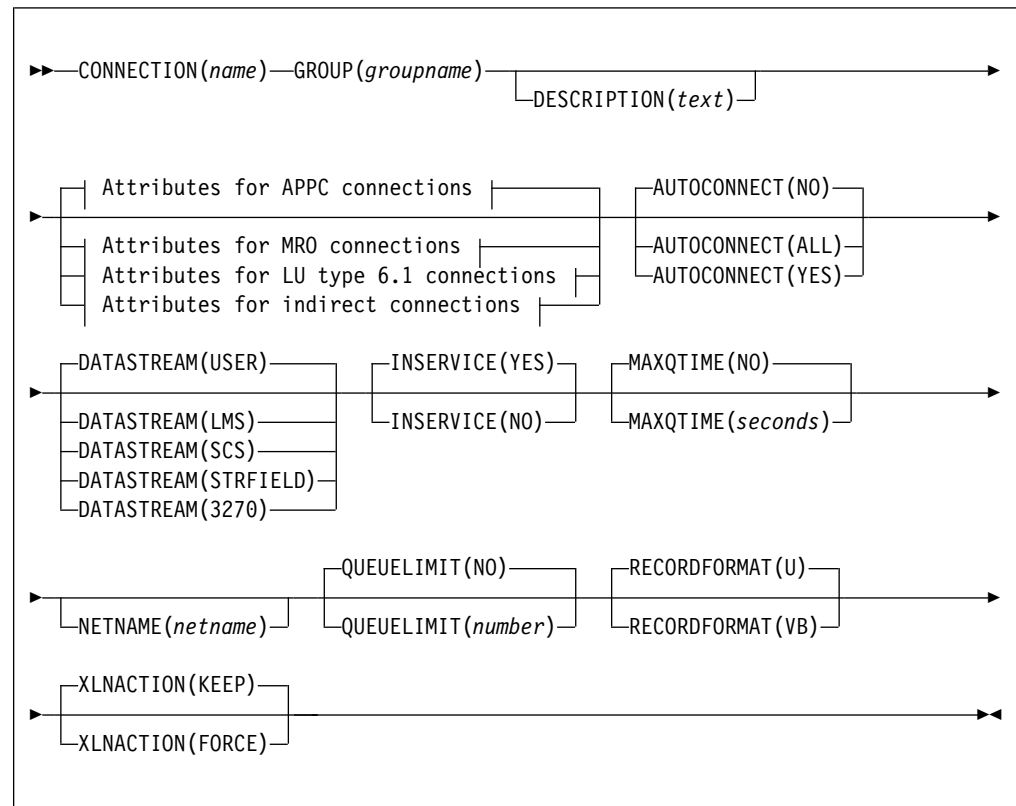 CONNECTION(name) GROUP(groupname)
DESCRIPTION(text)
Attributes for APPC connections AUTOCONNECT(NO)
Attributes for MRO connections AUTOCONNECT(ALL)
Attributes for LU type 6.1 connections AUTOCONNECT(YES)
Attributes for indirect connections
DATASTREAM(USER) INSERVICE(YES) MAXQTIME(NO)
DATASTREAM(LMS) INSERVICE(NO) MAXQTIME(seconds)
DATASTREAM(SCS)
DATASTREAM(STRFIELD)
DATASTREAM(3270)
QUEUELIMIT(NO) RECORDFORMAT(U)
NETNAME(netname) QUEUELIMIT(number) RECORDFORMAT(VB)
XLNACTION(KEEP)
XLNACTION(FORCE)